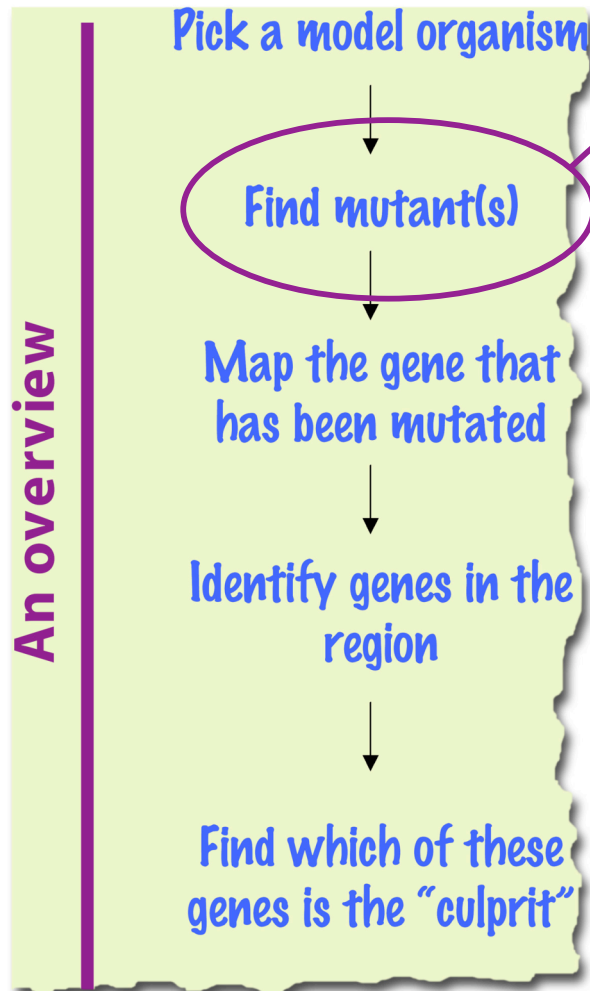 An overview
Pick a model organism
Find mutant(s)
Map the gene that
has been mutated
Identify genes in the
region
Find which of these
genes is the “culprit”